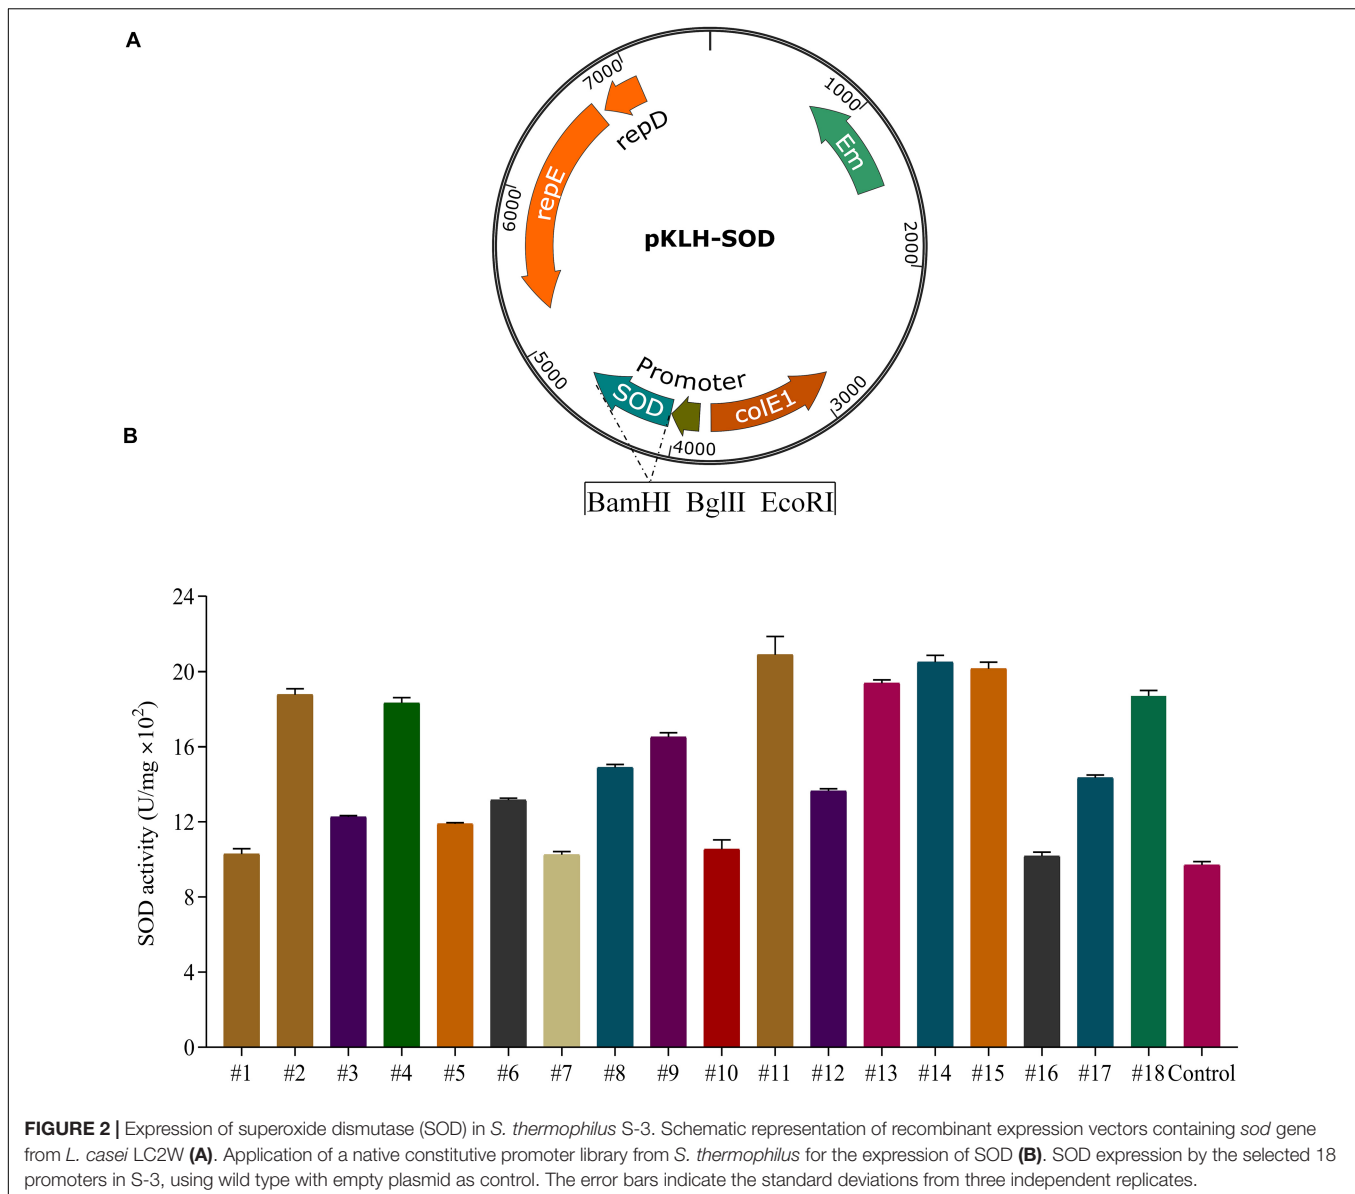 A
7000
1000
repD
Em
repE
6000
2000
pKLH-SOD
5000
Promoter
SOD
colE1
3000
4000
B
BamHI BglII EcoRI
24
20
16
12
8
4
0
SOD activity (U/mg ×10²)
#1 #2 #3 #4 #5 #6 #7 #8 #9 #10 #11 #12 #13 #14 #15 #16 #17 #18 Control
FIGURE 2 | Expression of superoxide dismutase (SOD) in S. thermophilus S-3. Schematic representation of recombinant expression vectors containing sod gene
from L. casei LC2W (A). Application of a native constitutive promoter library from S. thermophilus for the expression of SOD (B). SOD expression by the selected 18
promoters in S-3, using wild type with empty plasmid as control. The error bars indicate the standard deviations from three independent replicates.